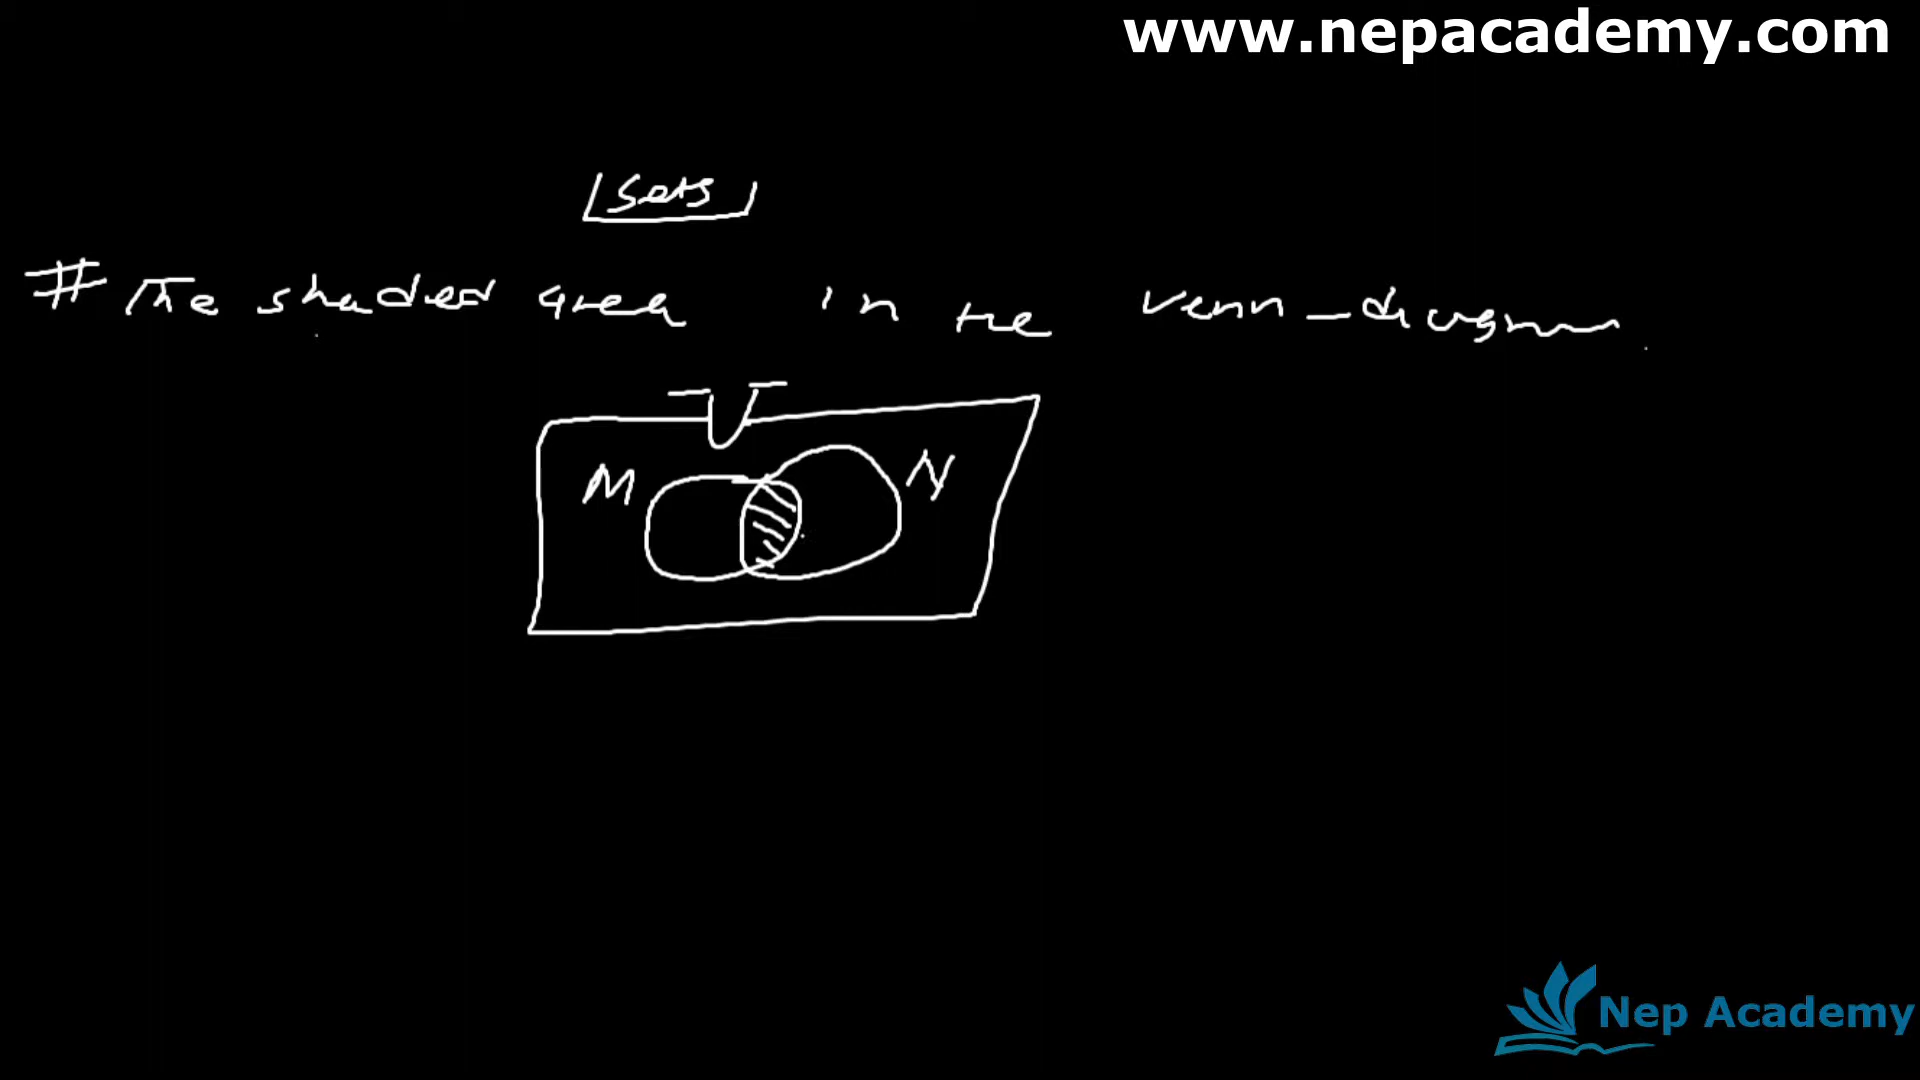 www.nepacademy.com
Sets
# The shaded area in the venn-diagram
U
M N
Nep Academy